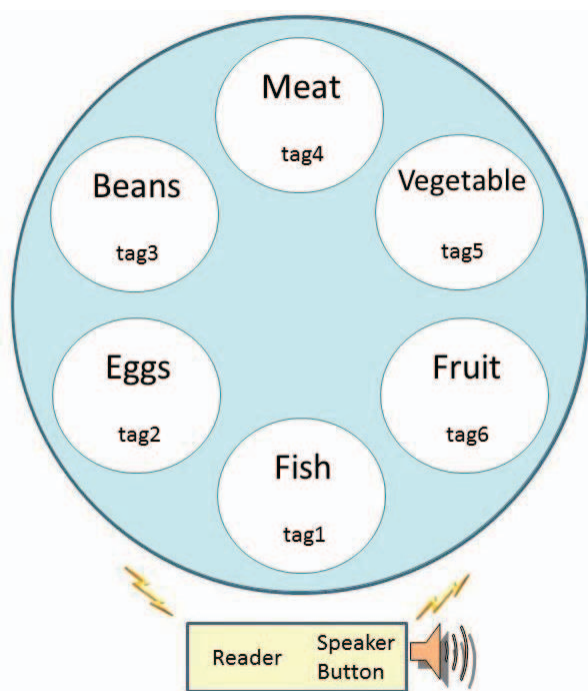 Meat
tag4
Beans
tag3
Vegetable
tag5
Eggs
tag2
Fruit
tag6
Fish
tag1
Reader
Speaker
Button